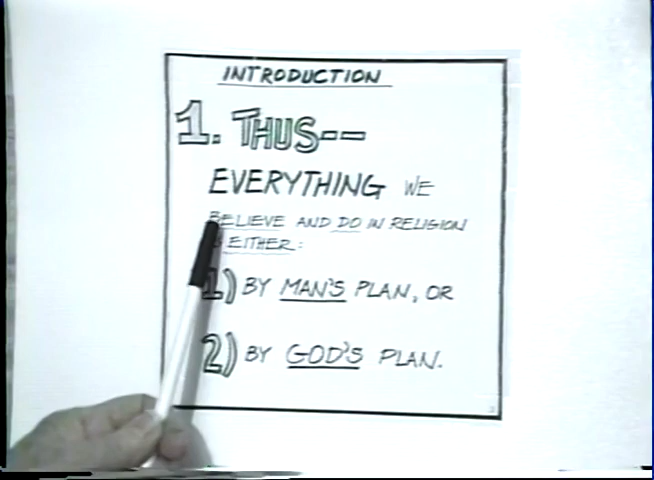 INTRODUCTION
1. THUS--
EVERYTHING WE
BELIEVE AND DO IN RELIGION
EITHER:
1) BY MAN'S PLAN, OR
2) BY GOD'S PLAN.